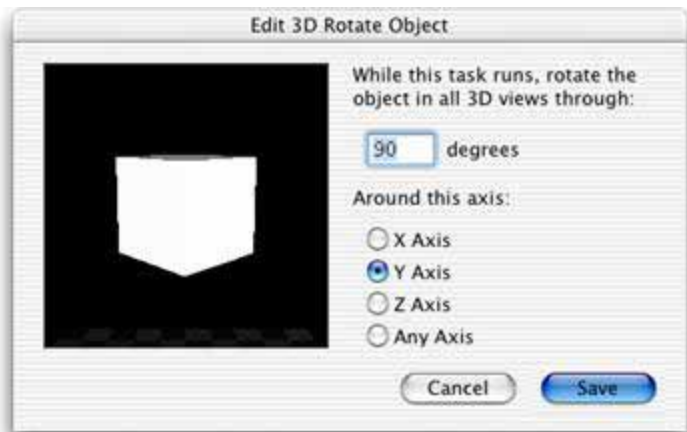 Edit 3D Rotate Object
While this task runs, rotate the
object in all 3D views through:
90 degrees
Around this axis:
X Axis
Y Axis
Z Axis
Any Axis
Cancel Save